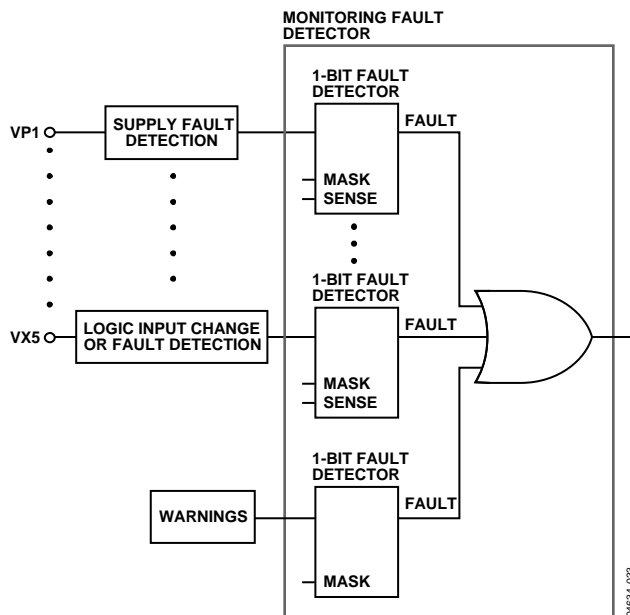 MONITORING FAULT
DETECTOR
1-BIT FAULT
DETECTOR
VP1
SUPPLY FAULT
DETECTION
FAULT
MASK
SENSE
1-BIT FAULT
DETECTOR
VX5
LOGIC INPUT CHANGE
OR FAULT DETECTION
FAULT
MASK
SENSE
1-BIT FAULT
DETECTOR
WARNINGS
FAULT
MASK